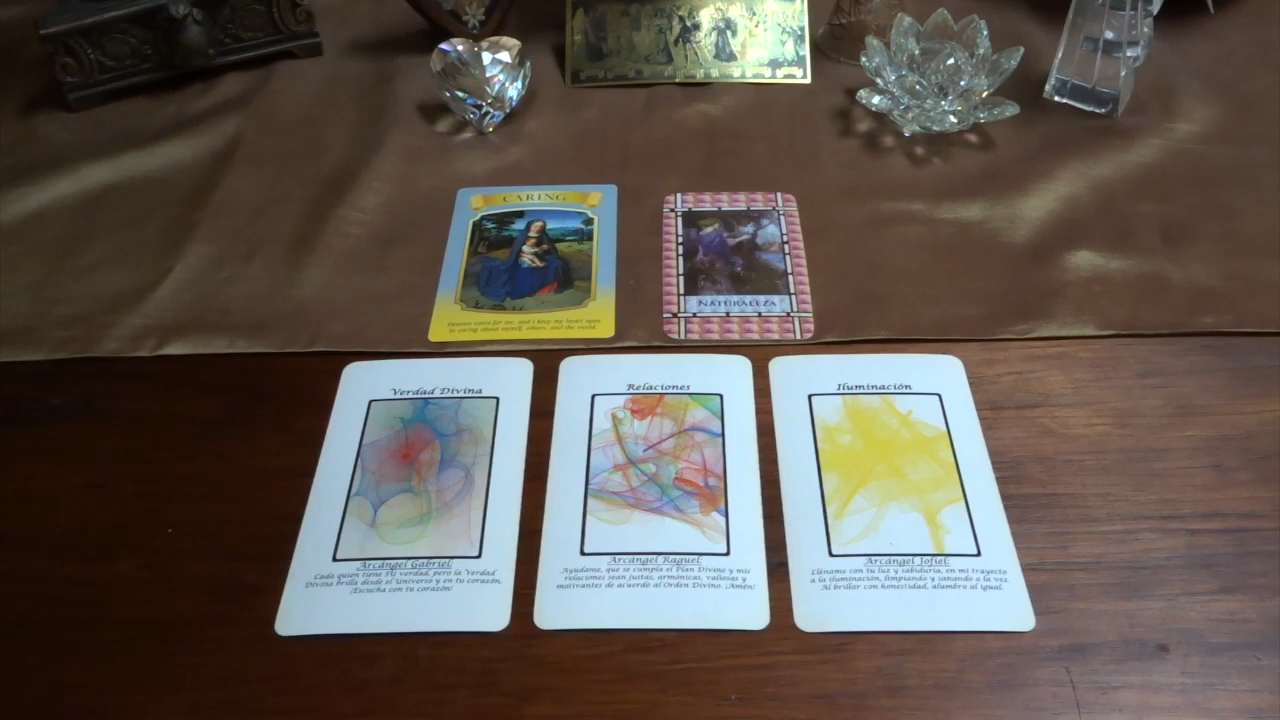 CARING
Heaven cares for me, and i keep my heart open
to caring about myself, others, and the world.
NATURALEZA
Verdad Divina
Arcángel Gabriel:
Cada quien tiene SU verdad, pero la Verdad
Divina brilla desde el Universo y en tu corazón.
¡Escucha con tu corazón!
Relaciones
Arcángel Raguel:
Ayúdame, que se cumpla el Plan Divino y mis
relaciones sean justas, armónicas, valiosas y
motivantes de acuerdo al Orden Divino. ¡Amén!
Iluminación
Arcángel Jofiel:
Lléname con tu luz y sabiduría, en mi trayecto
a la iluminación, limpiando y sanando a la vez.
Al brillar con honestidad, alumbro al igual.